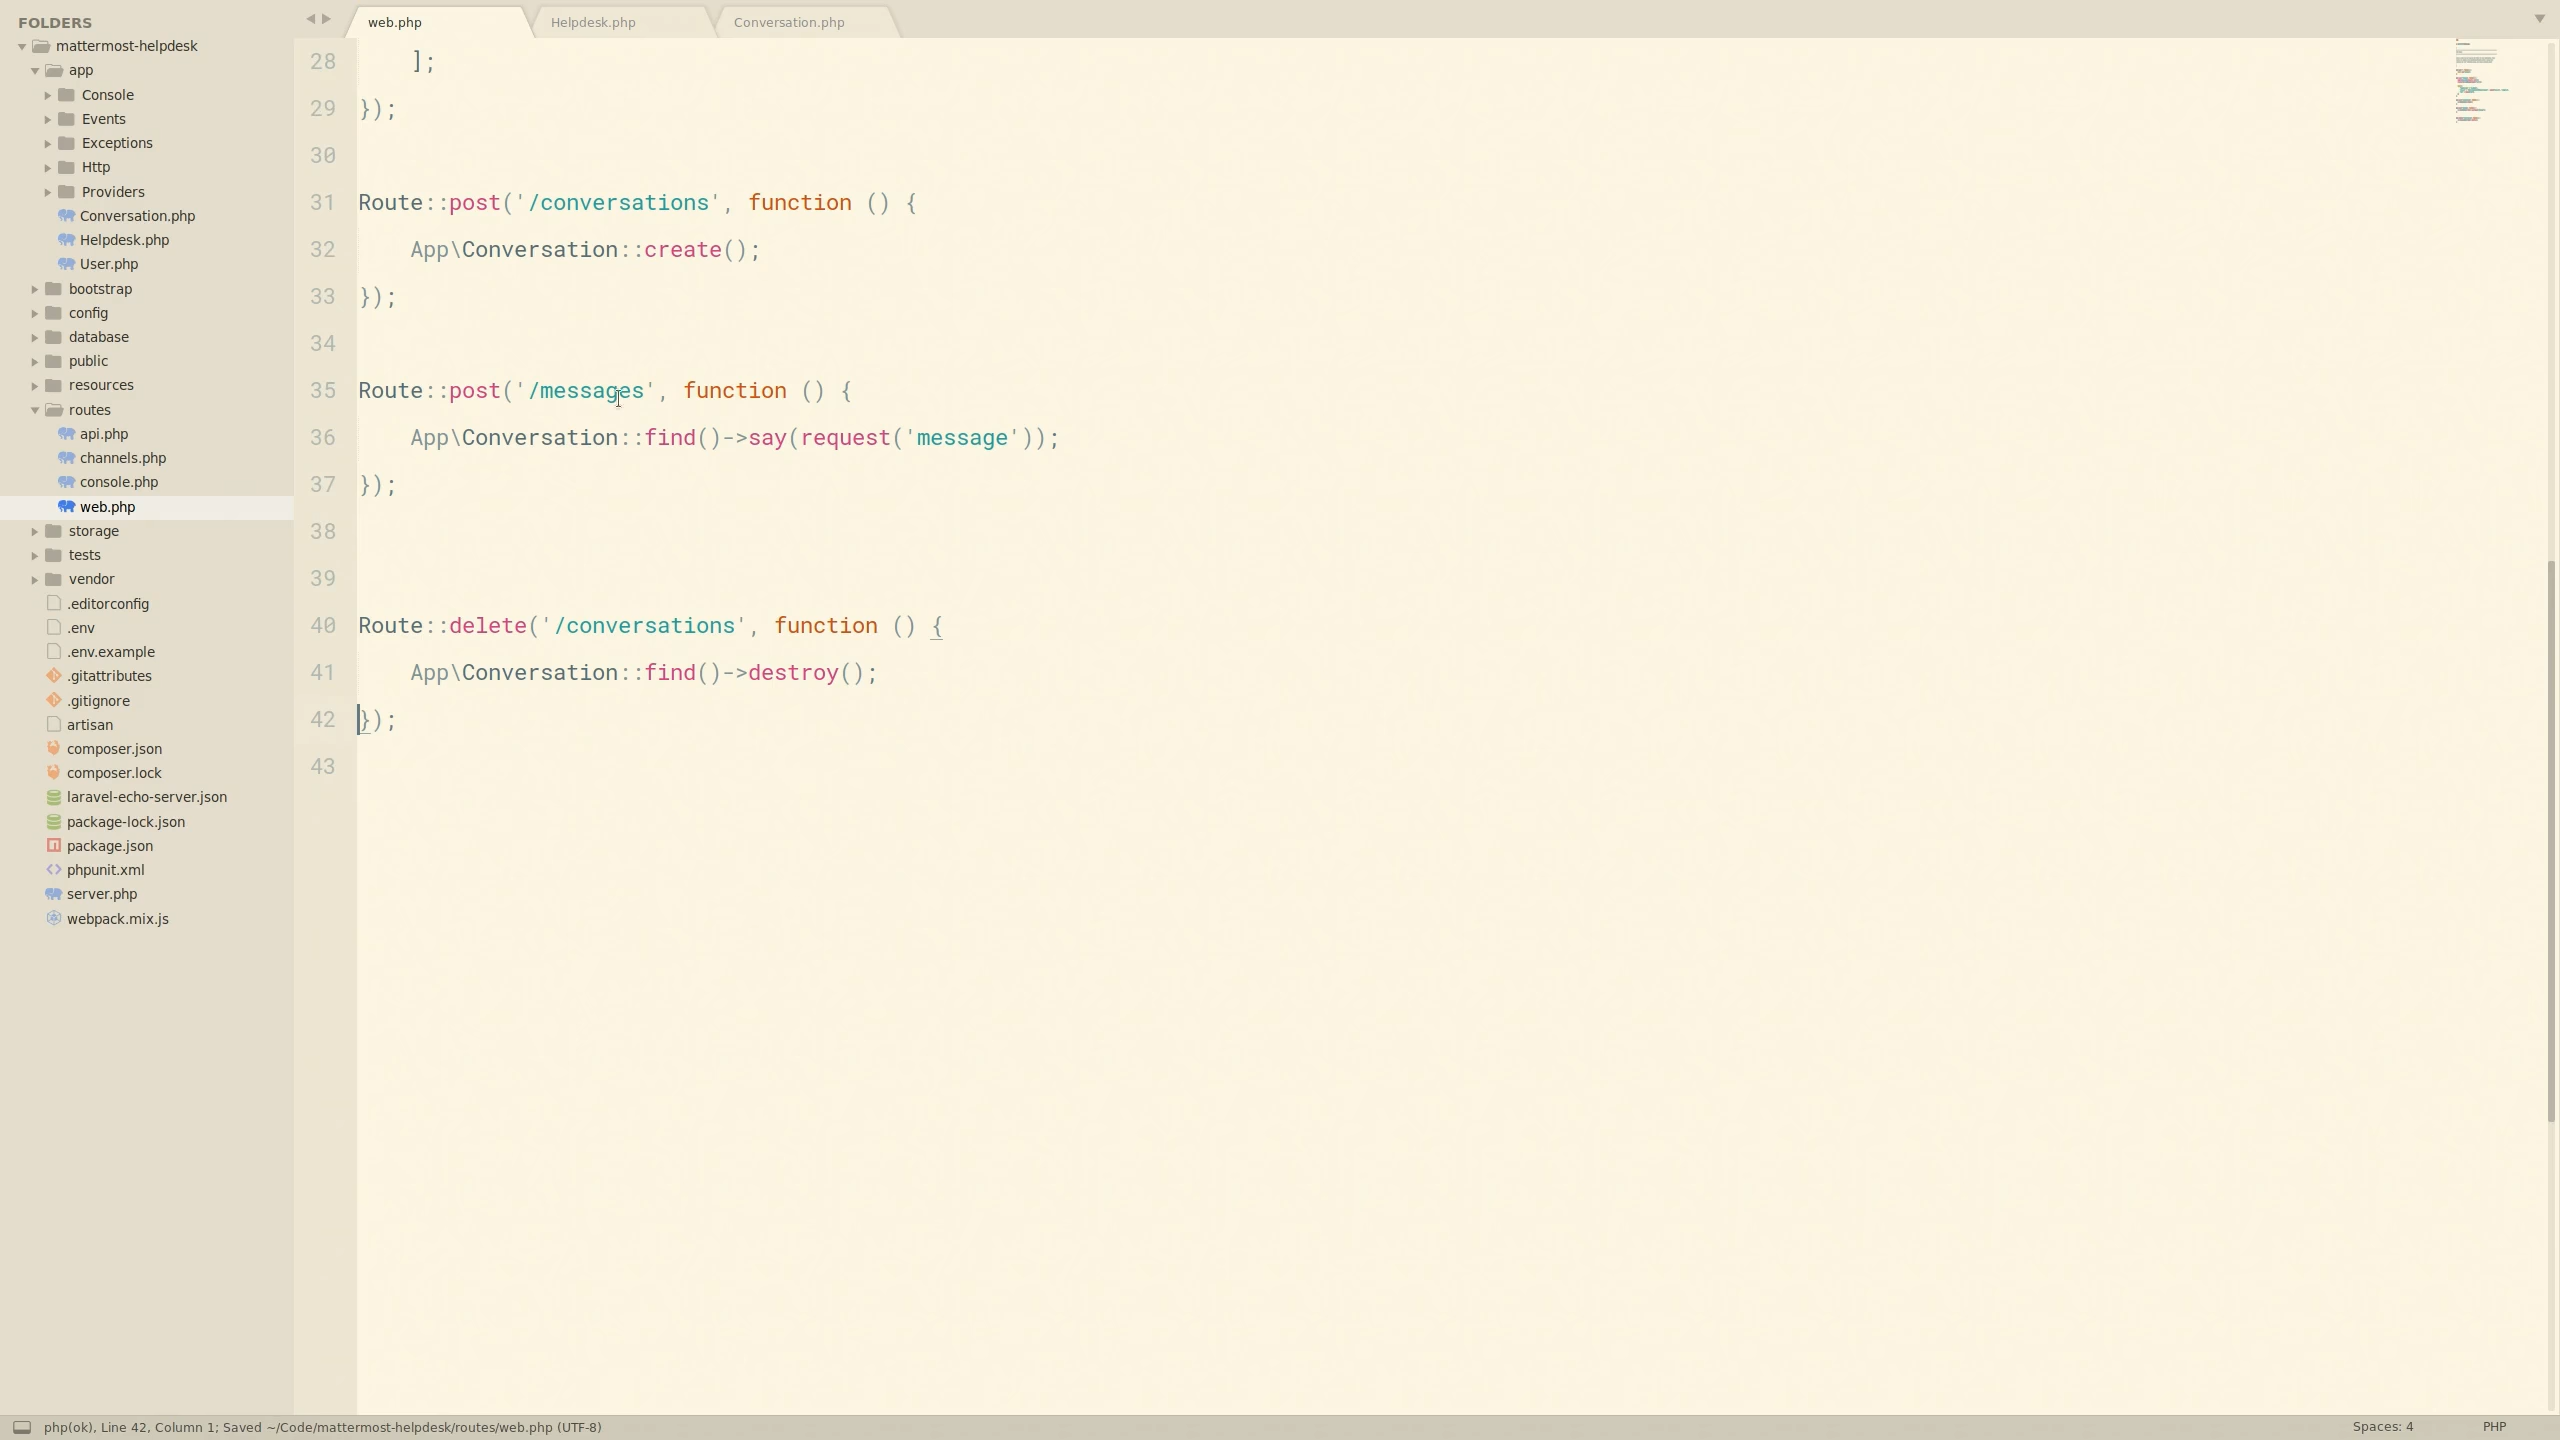 FOLDERS
mattermost-helpdesk
app
Console
Events
Exceptions
Http
Providers
Conversation.php
Helpdesk.php
User.php
bootstrap
config
database
public
resources
routes
api.php
channels.php
console.php
web.php
storage
tests
vendor
.editorconfig
.env
.env.example
.gitattributes
.gitignore
artisan
composer.json
composer.lock
laravel-echo-server.json
package-lock.json
package.json
phpunit.xml
server.php
webpack.mix.js
web.php
Helpdesk.php
Conversation.php
28     ];
29 });
30
31 Route::post('/conversations', function () {
32     App\Conversation::create();
33 });
34
35 Route::post('/messages', function () {
36     App\Conversation::find()->say(request('message'));
37 });
38
39
40 Route::delete('/conversations', function () {
41     App\Conversation::find()->destroy();
42 });
43
php(ok), Line 42, Column 1; Saved ~/Code/mattermost-helpdesk/routes/web.php (UTF-8)
Spaces: 4
PHP